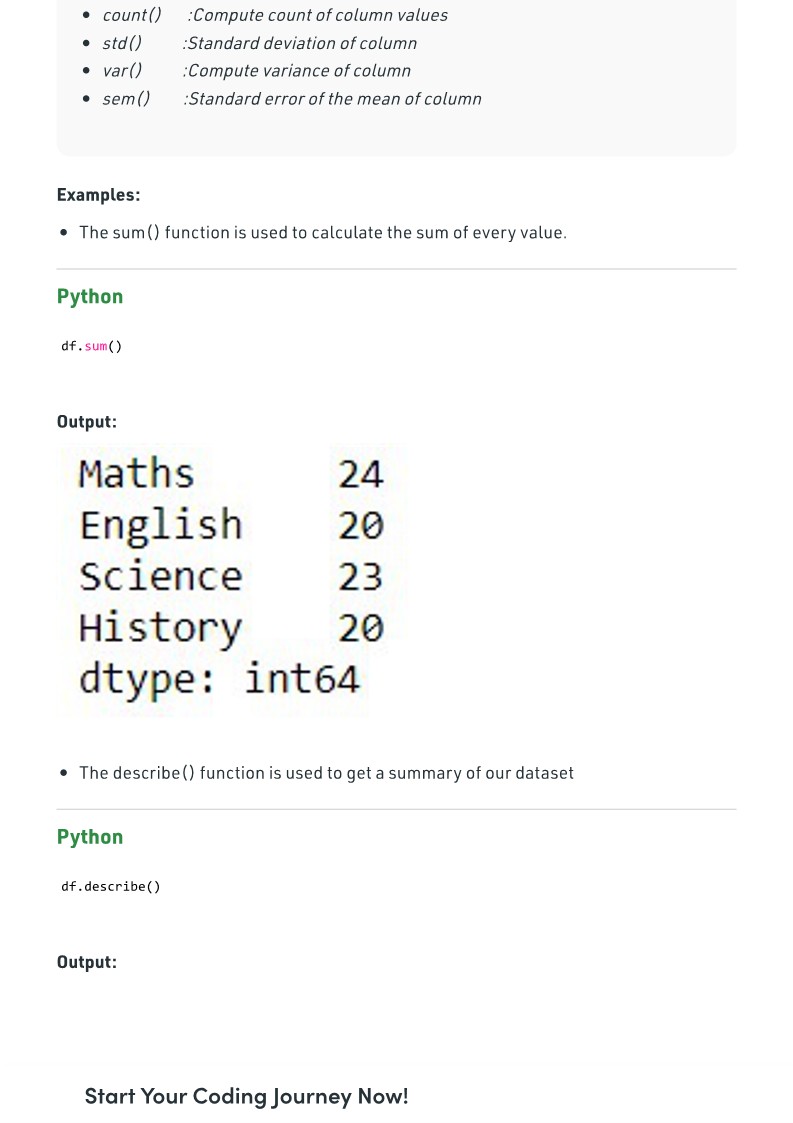 • count() :Compute count of column values
• std() :Standard deviation of column
• var() :Compute variance of column
• sem() :Standard error of the mean of column
Examples:
• The sum() function is used to calculate the sum of every value.
Python
df.sum()
Output:
Maths 24
English 20
Science 23
History 20
dtype: int64
• The describe() function is used to get a summary of our dataset
Python
df.describe()
Output:
Start Your Coding Journey Now!